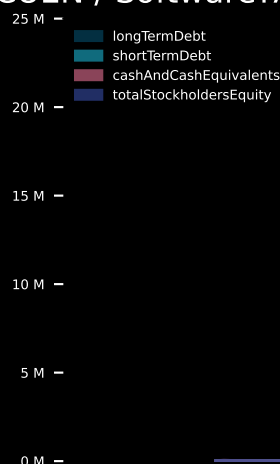 25 M
longTermDebt
shortTermDebt
cashAndCashEquivalents
totalStockholdersEquity
20 M
15 M
10 M
5 M
0 M